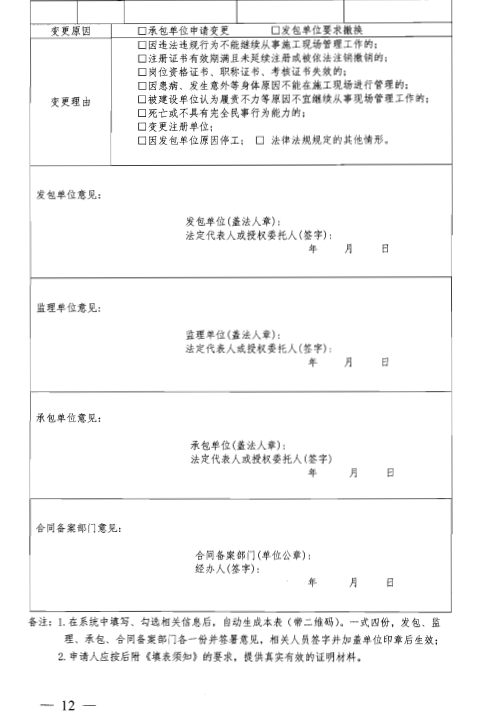 变更原因 □承包单位申请变更 □发包单位要求撤换
变更理由
□因违法违规行为不能继续从事施工现场管理工作的;
□注册证书有效期满且未延续注册或被依法注销撤销的;
□岗位资格证书、职称证书、考核证书失效的;
□因患病、发生意外等身体原因不能在施工现场进行管理的;
□被建设单位认为履责不力等原因不宜继续从事现场管理工作的;
□死亡或不具有完全民事行为能力的;
□变更注册单位;
□因发包单位原因停工; □ 法律法规规定的其他情形。
发包单位意见:
发包单位(盖法人章):
法定代表人或授权委托人(签字):
年 月 日
监理单位意见:
监理单位(盖法人章):
法定代表人或授权委托人(签字):
年 月 日
承包单位意见:
承包单位(盖法人章):
法定代表人或授权委托人(签字)
年 月 日
合同备案部门意见:
合同备案部门(单位公章):
经办人(签字):
年 月 日
备注: 1.在系统中填写、勾选相关信息后,自动生成本表(带二维码)。一式四份,发包、监
理、承包、合同备案部门各一份并签署意见,相关人员签字并加盖单位印章后生效;
2.申请人应按后附《填表须知》的要求,提供真实有效的证明材料。
— 12 —